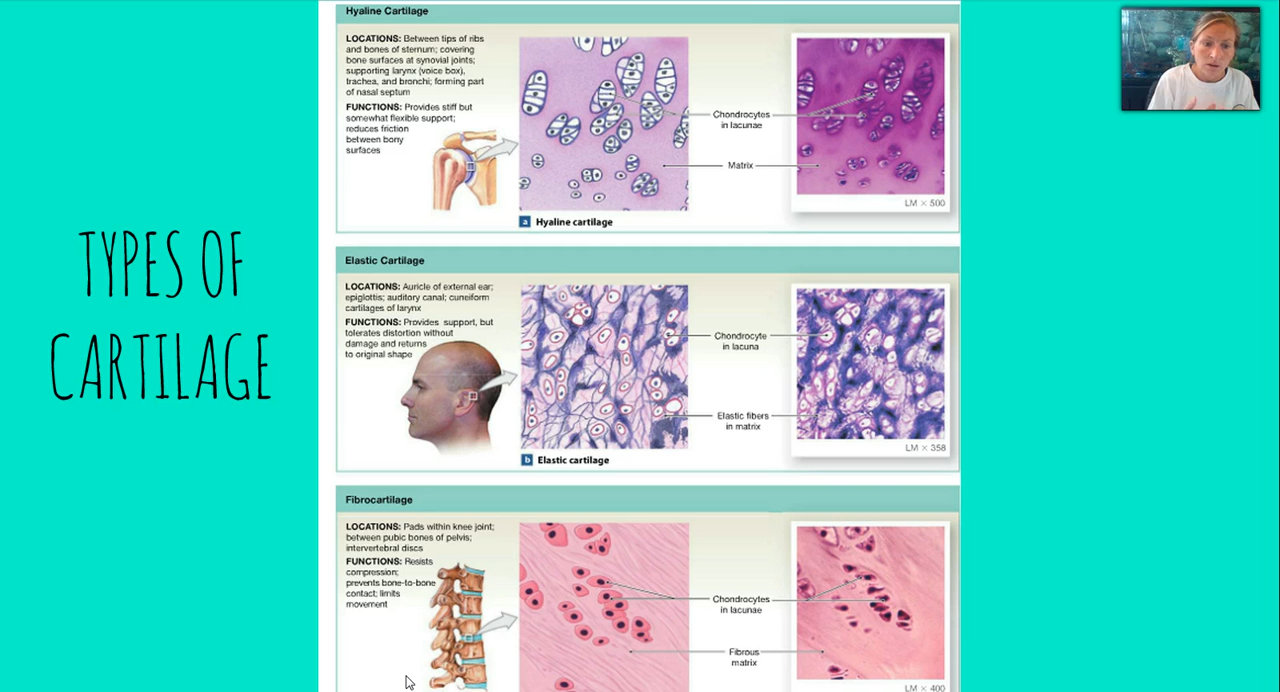 TYPES OF
CARTILAGE
Hyaline Cartilage
LOCATIONS: Between tips of ribs
and bones of sternum; covering
bone surfaces at synovial joints;
supporting larynx (voice box),
trachea, and bronchi; forming part
of nasal septum
FUNCTIONS: Provides stiff but
somewhat flexible support;
reduces friction
between bony
surfaces
Chondrocytes
in lacunae
Matrix
LM × 500
a Hyaline cartilage
Elastic Cartilage
LOCATIONS: Auricle of external ear;
epiglottis; auditory canal; cuneiform
cartilages of larynx
FUNCTIONS: Provides support, but
tolerates distortion without
damage and returns
to original shape
Chondrocyte
in lacuna
Elastic fibers
in matrix
LM × 358
b Elastic cartilage
Fibrocartilage
LOCATIONS: Pads within knee joint;
between pubic bones of pelvis;
intervertebral discs
FUNCTIONS: Resists
compression;
prevents bone-to-bone
contact; limits
movement
Chondrocytes
in lacunae
Fibrous
matrix
LM × 400